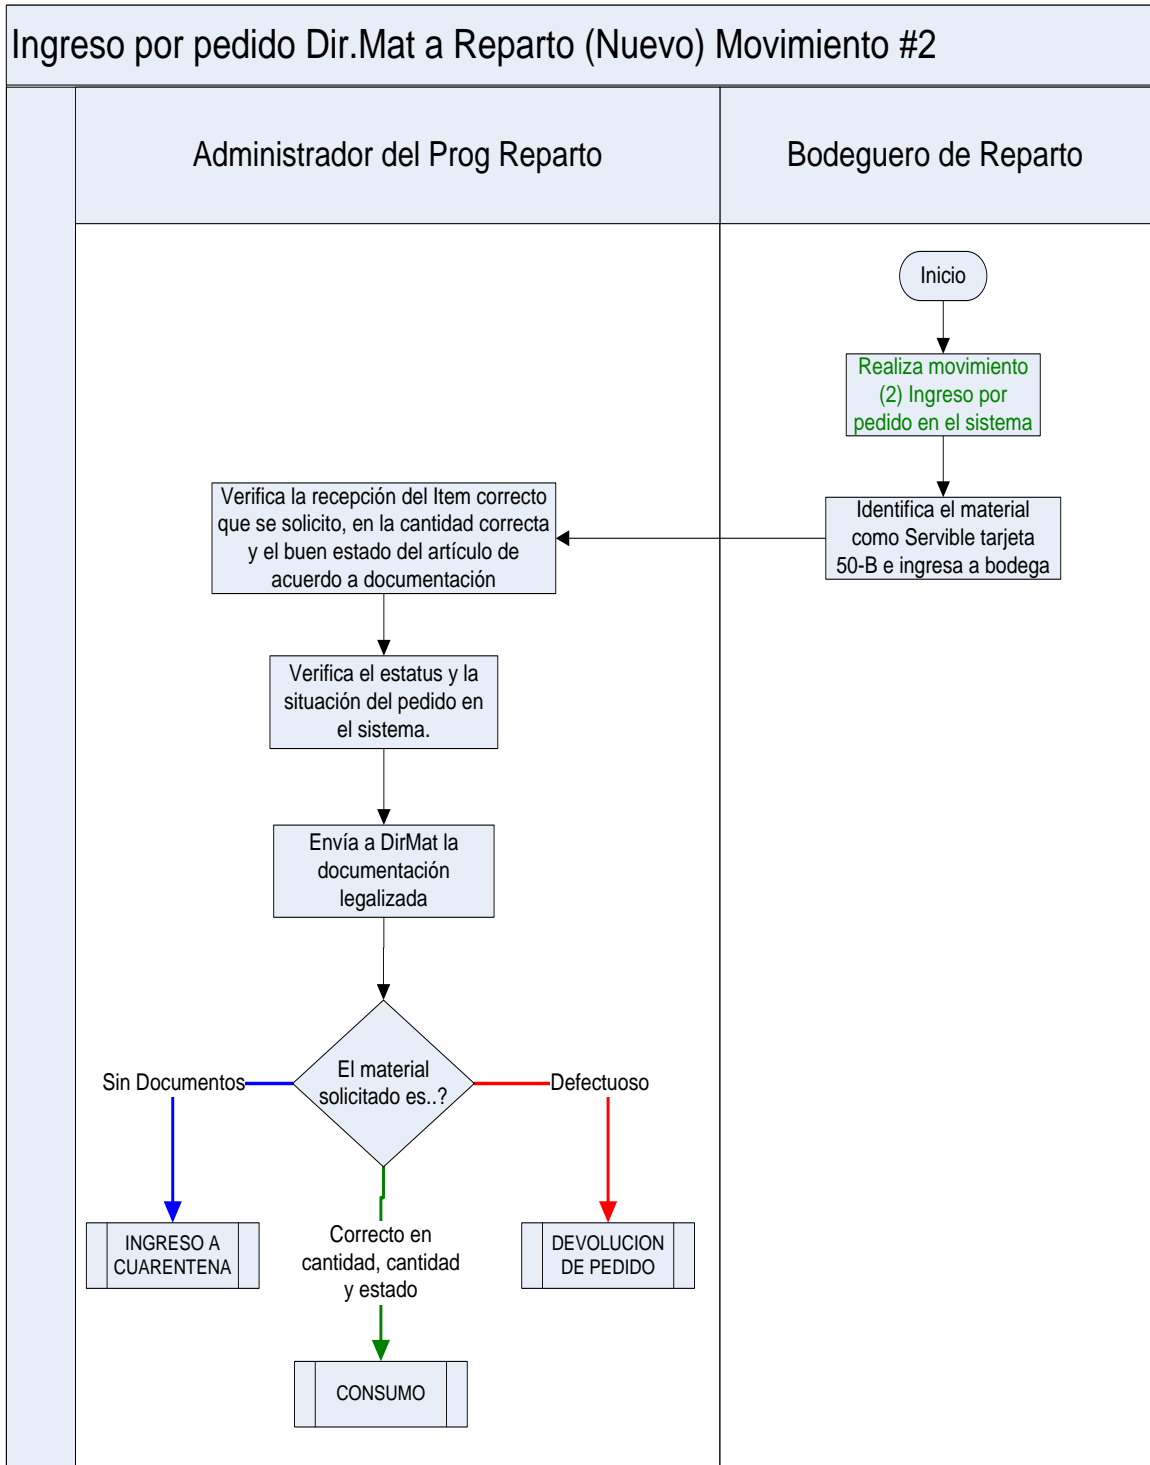 Ingreso por pedido Dir.Mat a Reparto (Nuevo) Movimiento #2
Administrador del Prog Reparto
Bodeguero de Reparto
Inicio
Realiza movimiento
(2) Ingreso por
pedido en el sistema
Identifica el material
como Servible tarjeta
50-B e ingresa a bodega
Verifica la recepción del Item correcto
que se solicito, en la cantidad correcta
y el buen estado del artículo de
acuerdo a documentación
Verifica el estatus y la
situación del pedido en
el sistema.
Envía a DirMat la
documentación
legalizada
El material
solicitado es..?
Sin Documentos
Defectuoso
Correcto en
cantidad, cantidad
y estado
INGRESO A
CUARENTENA
DEVOLUCION
DE PEDIDO
CONSUMO